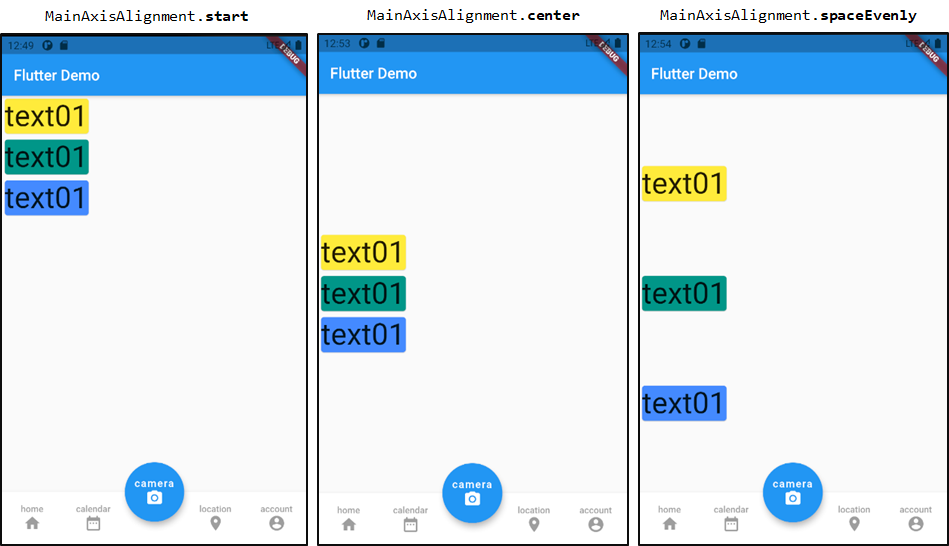 MainAxisAlignment.start
12:49
LTE
DEBUG
Flutter Demo
text01
text01
text01
camera
home
calendar
location
account
MainAxisAlignment.center
12:53
LTE
DEBUG
Flutter Demo
text01
text01
text01
camera
home
calendar
location
account
MainAxisAlignment.spaceEvenly
12:54
LTE
DEBUG
Flutter Demo
text01
text01
text01
camera
home
calendar
location
account